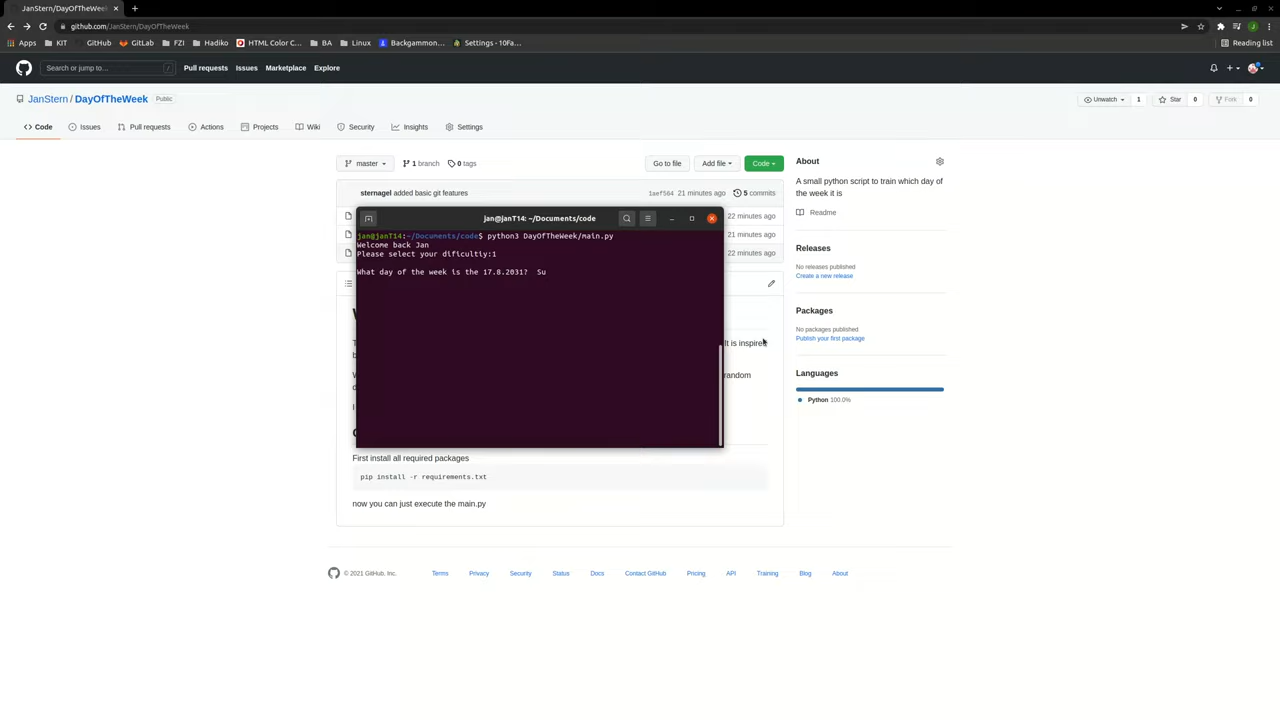 JanStern/DayOfTheWeek
github.com/JanStern/DayOfTheWeek
Apps KIT GitHub GitLab FZI Hadiko HTML Color C... BA Linux Backgammon... Settings - 10Fa... Reading list
Search or jump to... / Pull requests Issues Marketplace Explore
JanStern / DayOfTheWeek Public Unwatch 1 Star 0 Fork 0
Code Issues Pull requests Actions Projects Wiki Security Insights Settings
master 1 branch 0 tags Go to file Add file Code
sternagel added basic git features 1aef584 21 minutes ago 5 commits
22 minutes ago
21 minutes ago
22 minutes ago
jan@janT14: ~/Documents/code
jan@janT14:~/Documents/code$ python3 DayOfTheWeek/main.py
Welcome back Jan
Please select your dificultiy:1
What day of the week is the 17.8.2031? Su
It is inspired
random
I
First install all required packages
pip install -r requirements.txt
now you can just execute the main.py
About
A small python script to train which day of
the week it is
Readme
Releases
No releases published
Create a new release
Packages
No packages published
Publish your first package
Languages
Python 100.0%
© 2021 GitHub, Inc. Terms Privacy Security Status Docs Contact GitHub Pricing API Training Blog About